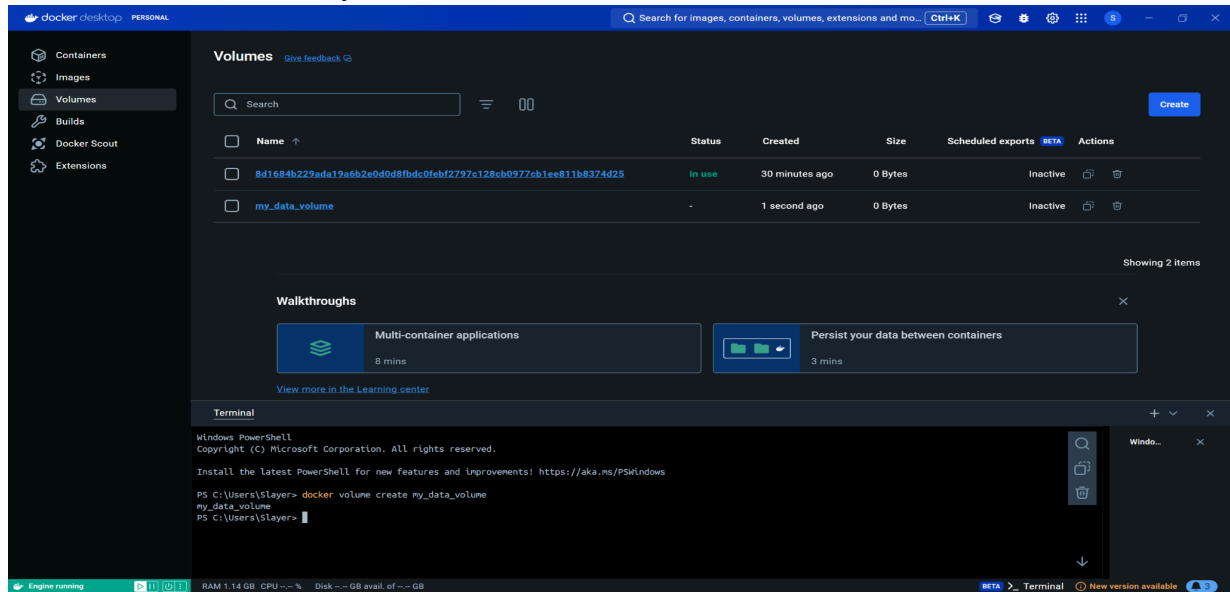 docker desktop PERSONAL
Search for images, containers, volumes, extensions and mo... Ctrl+K
S
Containers
Images
Volumes
Builds
Docker Scout
Extensions
Volumes Give feedback
Search
Create
Name Status Created Size Scheduled exports BETA Actions
8d1684b229ada19a6b2e0d0d8fbdc0febf2797c128cb0977cb1ee811b8374d25 In use 30 minutes ago 0 Bytes Inactive
my_data_volume - 1 second ago 0 Bytes Inactive
Showing 2 items
Walkthroughs
Multi-container applications
8 mins
Persist your data between containers
3 mins
View more in the Learning center
Terminal
Windows PowerShell
Copyright (C) Microsoft Corporation. All rights reserved.
Install the latest PowerShell for new features and improvements! https://aka.ms/PSWindows
PS C:\Users\Slayer> docker volume create my_data_volume
my_data_volume
PS C:\Users\Slayer>
Windo...
Engine running
RAM 1.14 GB CPU --.-- % Disk --.-- GB avail. of --.-- GB
BETA >_ Terminal
New version available
3